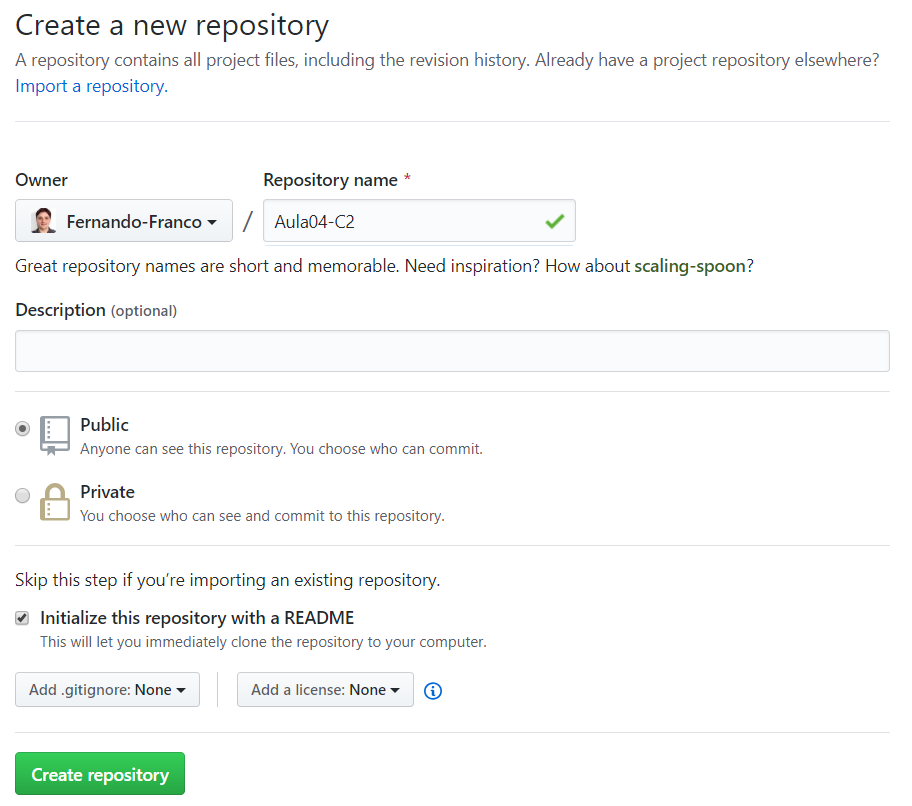 Create a new repository
A repository contains all project files, including the revision history. Already have a project repository elsewhere?
Import a repository.
Owner
Repository name *
Fernando-Franco / Aula04-C2
Great repository names are short and memorable. Need inspiration? How about scaling-spoon?
Description (optional)
Public
Anyone can see this repository. You choose who can commit.
Private
You choose who can see and commit to this repository.
Skip this step if you’re importing an existing repository.
Initialize this repository with a README
This will let you immediately clone the repository to your computer.
Add .gitignore: None
Add a license: None
Create repository